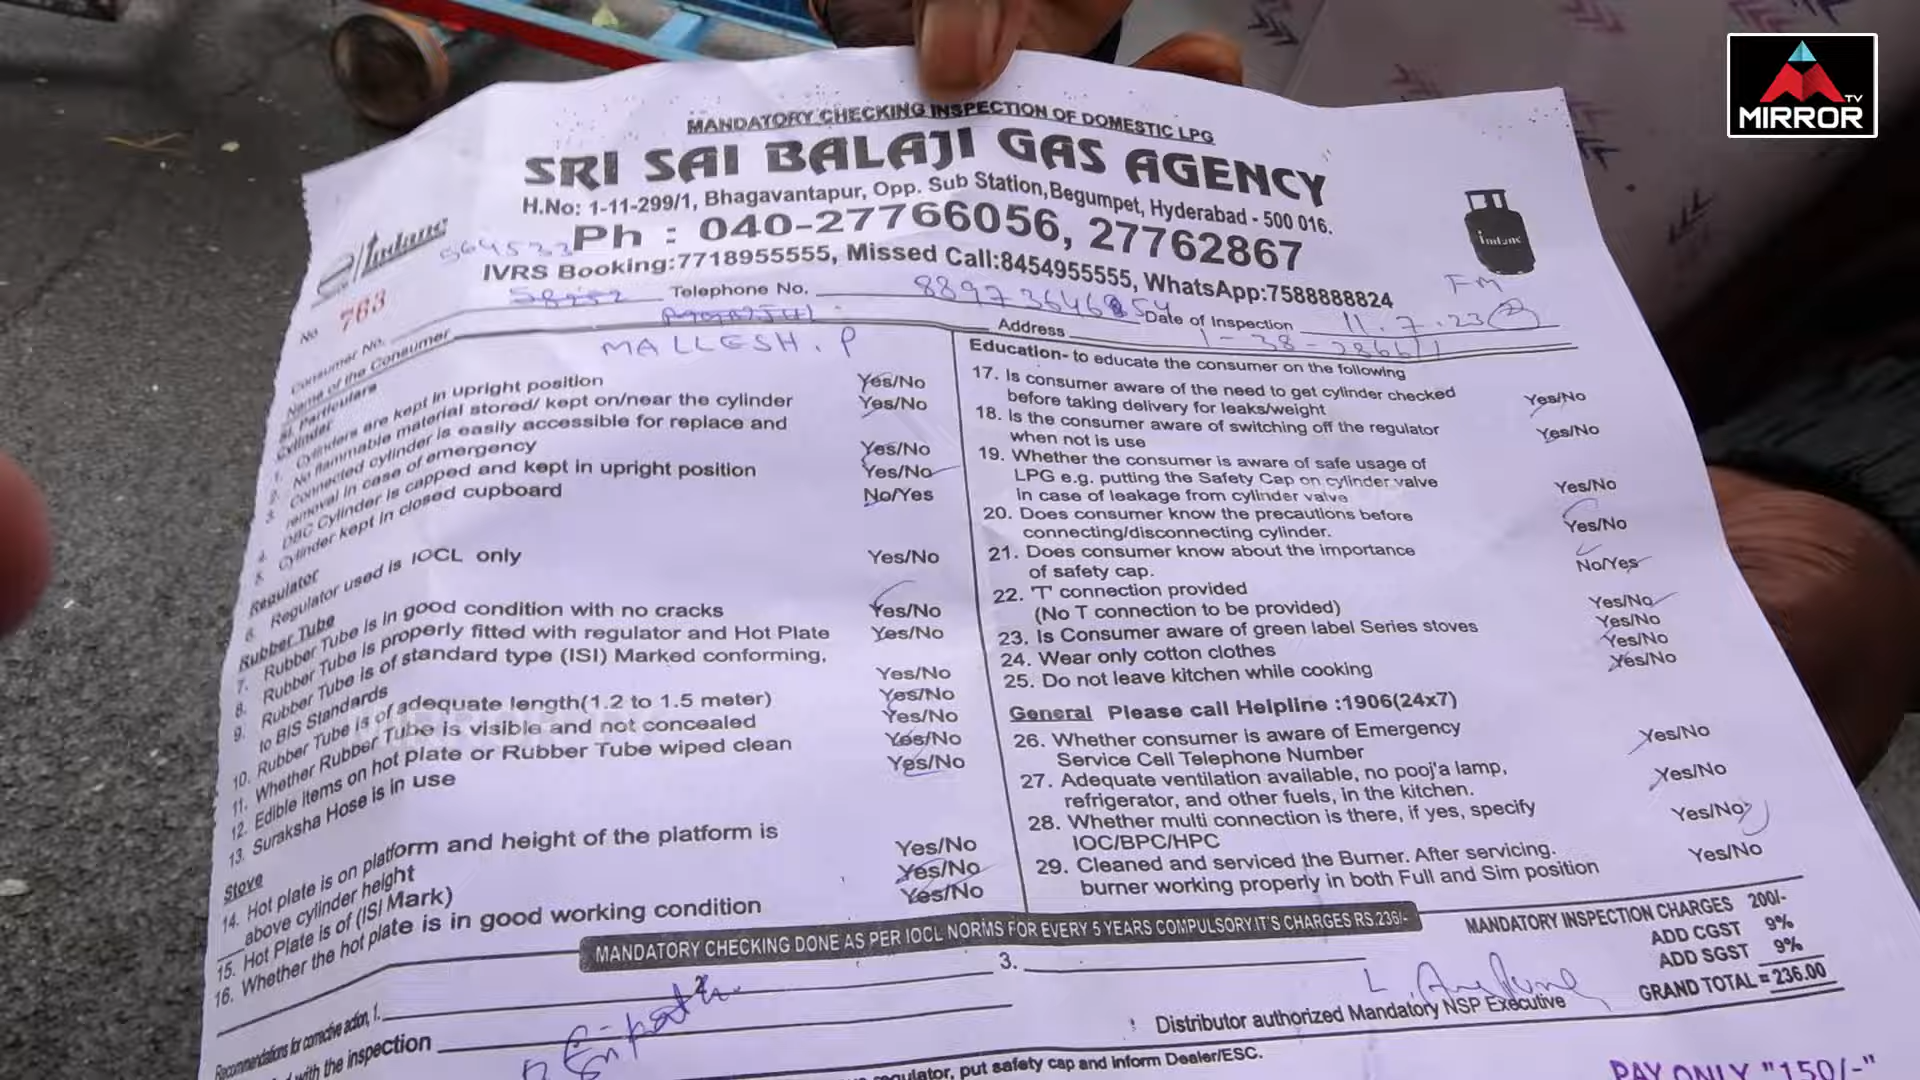 MIRROR TV
MANDATORY CHECKING INSPECTION OF DOMESTIC LPG
SRI SAI BALAJI GAS AGENCY
H.No: 1-11-299/1, Bhagavantapur, Opp. Sub Station, Begumpet, Hyderabad - 500 016.
Ph : 040-27766056, 27762867
IVRS Booking:7718955555, Missed Call:8454955555, WhatsApp:7588888824
Indane
564533
indane
FM
No 763
Consumer No. Telephone No. Date of Inspection 11.7.23
Name of the Consumer MALLESH.P Address
Sl. Particulars
Cylinder
1. Cylinders are kept in upright position Yes/No
2. No flammable material stored/ kept on/near the cylinder Yes/No
3. Connected cylinder is easily accessible for replace and
removal in case of emergency Yes/No
4. DBC Cylinder is capped and kept in upright position Yes/No
5. Cylinder kept in closed cupboard No/Yes
Regulator
6. Regulator used is IOCL only Yes/No
Rubber Tube
7. Rubber Tube is in good condition with no cracks Yes/No
8. Rubber Tube is properly fitted with regulator and Hot Plate Yes/No
9. Rubber Tube is of standard type (ISI) Marked conforming,
to BIS Standards Yes/No
10. Rubber Tube is of adequate length(1.2 to 1.5 meter) Yes/No
11. Whether Rubber Tube is visible and not concealed Yes/No
12. Edible items on hot plate or Rubber Tube wiped clean Yes/No
13. Suraksha Hose is in use Yes/No
Stove
14. Hot plate is on platform and height of the platform is
above cylinder height Yes/No
15. Hot Plate is of (ISI Mark) Yes/No
16. Whether the hot plate is in good working condition Yes/No
Education- to educate the consumer on the following
17. Is consumer aware of the need to get cylinder checked
before taking delivery for leaks/weight Yes/No
18. Is the consumer aware of switching off the regulator
when not is use Yes/No
19. Whether the consumer is aware of safe usage of
LPG e.g. putting the Safety Cap on cylinder valve
in case of leakage from cylinder valve Yes/No
20. Does consumer know the precautions before
connecting/disconnecting cylinder. Yes/No
21. Does consumer know about the importance
of safety cap. No/Yes
22. 'T' connection provided
(No T connection to be provided) Yes/No
23. Is Consumer aware of green label Series stoves Yes/No
24. Wear only cotton clothes Yes/No
25. Do not leave kitchen while cooking Yes/No
General Please call Helpline :1906(24x7)
26. Whether consumer is aware of Emergency
Service Cell Telephone Number Yes/No
27. Adequate ventilation available, no pooj'a lamp,
refrigerator, and other fuels, in the kitchen. Yes/No
28. Whether multi connection is there, if yes, specify
IOC/BPC/HPC Yes/No
29. Cleaned and serviced the Burner. After servicing.
burner working properly in both Full and Sim position Yes/No
MANDATORY CHECKING DONE AS PER IOCL NORMS FOR EVERY 5 YEARS COMPULSORY.IT'S CHARGES RS.236/-
MANDATORY INSPECTION CHARGES 200/-
ADD CGST 9%
ADD SGST 9%
GRAND TOTAL = 236.00
Recommendations for corrective action, 1. 2. 3.
with the inspection
Distributor authorized Mandatory NSP Executive
regulator, put safety cap and inform Dealer/ESC.
PAY ONLY "150/-"